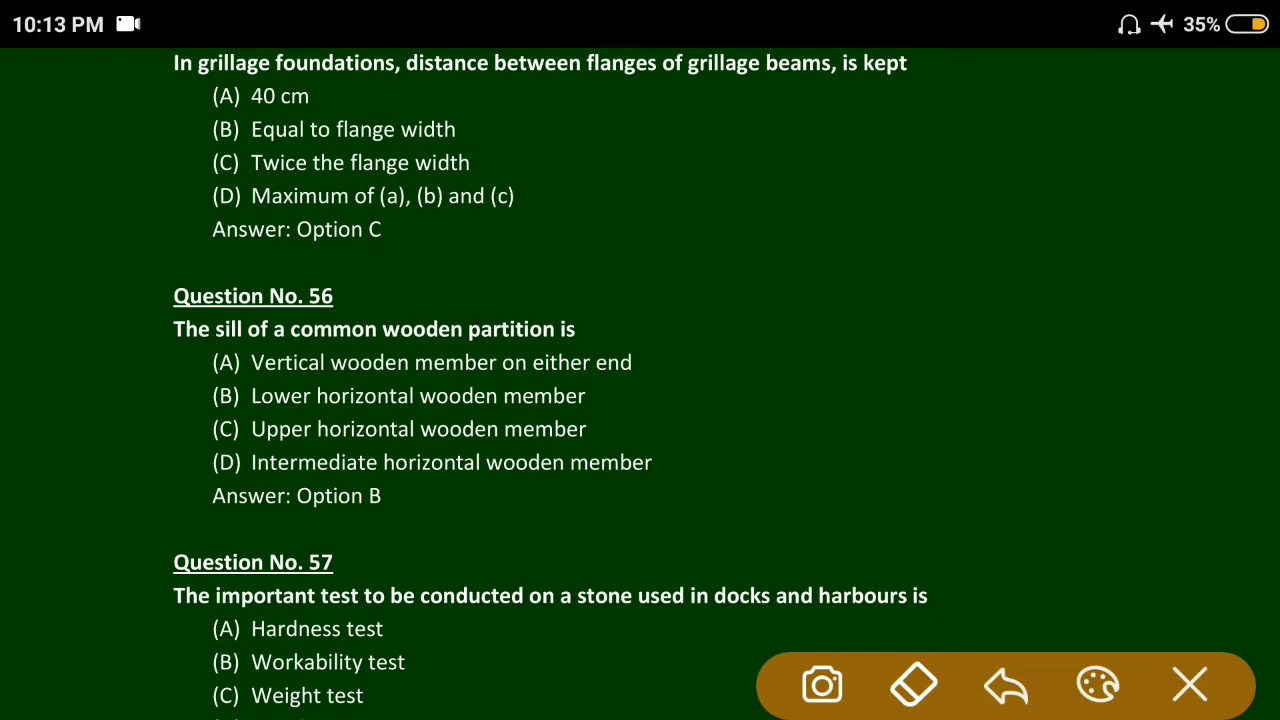 10:13 PM 35%
In grillage foundations, distance between flanges of grillage beams, is kept
(A) 40 cm
(B) Equal to flange width
(C) Twice the flange width
(D) Maximum of (a), (b) and (c)
Answer: Option C
Question No. 56
The sill of a common wooden partition is
(A) Vertical wooden member on either end
(B) Lower horizontal wooden member
(C) Upper horizontal wooden member
(D) Intermediate horizontal wooden member
Answer: Option B
Question No. 57
The important test to be conducted on a stone used in docks and harbours is
(A) Hardness test
(B) Workability test
(C) Weight test